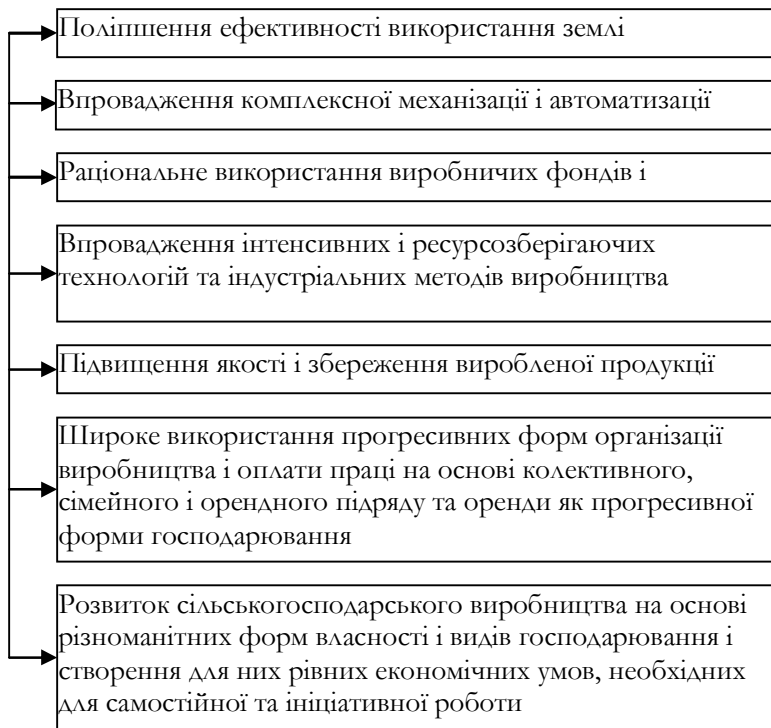 Поліпшення ефективності використання землі
Впровадження комплексної механізації і автоматизації
Раціональне використання виробничих фондів і
Впровадження інтенсивних і ресурсозберігаючих
технологій та індустріальних методів виробництва
Підвищення якості і збереження виробленої продукції
Широке використання прогресивних форм організації
виробництва і оплати праці на основі колективного,
сімейного і орендного підряду та оренди як прогресивної
форми господарювання
Розвиток сільськогосподарського виробництва на основі
різноманітних форм власності і видів господарювання і
створення для них рівних економічних умов, необхідних
для самостійної та ініціативної роботи